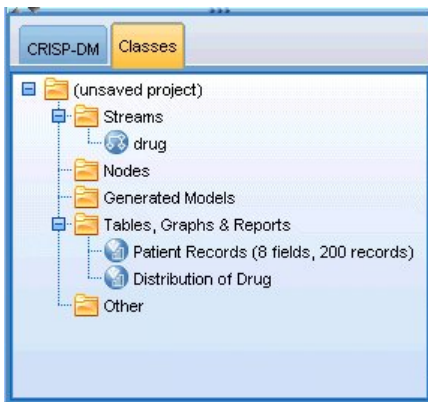 CRISP-DM Classes
(unsaved project)
Streams
drug
Nodes
Generated Models
Tables, Graphs & Reports
Patient Records (8 fields, 200 records)
Distribution of Drug
Other